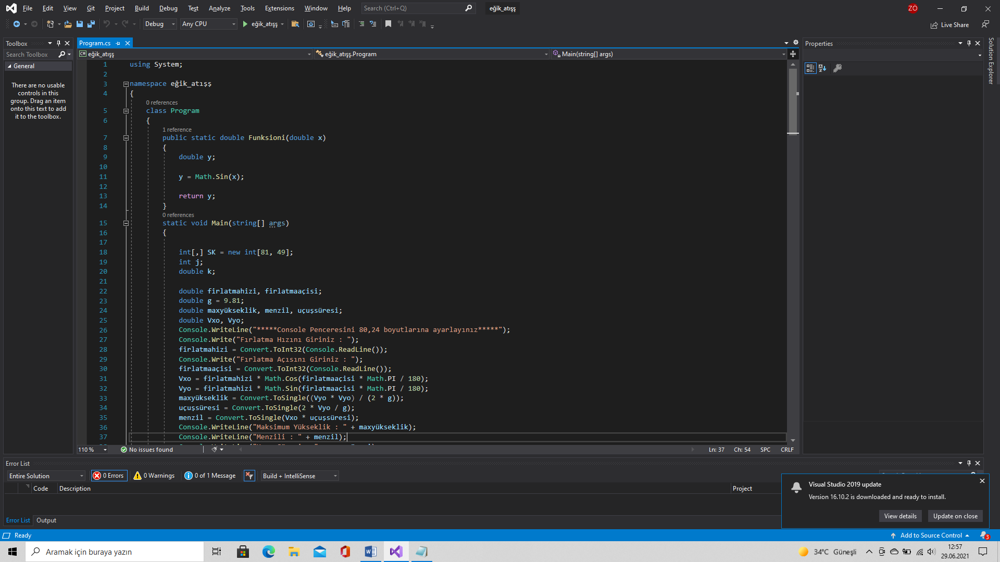 File Edit View Git Project Build Debug Test Analyze Tools Extensions Window Help Search (Ctrl+Q) eğik_atışş ZÖ
Debug Any CPU eğik_atışş Live Share
Toolbox
Search Toolbox
General
There are no usable
controls in this
group. Drag an item
onto this text to add
it to the toolbox.
Program.cs
C# eğik_atışş eğik_atışş.Program Main(string[] args)
1 using System;
2
3 namespace eğik_atışş
4 {
0 references
5 class Program
6 {
1 reference
7 public static double Funksioni(double x)
8 {
9 double y;
10
11 y = Math.Sin(x);
12
13 return y;
14 }
0 references
15 static void Main(string[] args)
16 {
17
18 int[,] SK = new int[81, 49];
19 int j;
20 double k;
21
22 double firlatmahizi, firlatmaaçisi;
23 double g = 9.81;
24 double maxyükseklik, menzil, uçuşsüresi;
25 double Vxo, Vyo;
26 Console.WriteLine("*****Console Penceresini 80,24 boyutlarına ayarlayınız*****");
27 Console.Write("Fırlatma Hızını Giriniz : ");
28 firlatmahizi = Convert.ToInt32(Console.ReadLine());
29 Console.Write("Fırlatma Açısını Giriniz : ");
30 firlatmaaçisi = Convert.ToInt32(Console.ReadLine());
31 Vxo = firlatmahizi * Math.Cos(firlatmaaçisi * Math.PI / 180);
32 Vyo = firlatmahizi * Math.Sin(firlatmaaçisi * Math.PI / 180);
33 maxyükseklik = Convert.ToSingle((Vyo * Vyo) / (2 * g));
34 uçuşsüresi = Convert.ToSingle(2 * Vyo / g);
35 menzil = Convert.ToSingle(Vxo * uçuşsüresi);
36 Console.WriteLine("Maksimum Yükseklik : " + maxyükseklik);
37 Console.WriteLine("Menzili : " + menzil);
110 % No issues found Ln: 37 Ch: 54 SPC CRLF
Properties
Solution Explorer
Error List
Entire Solution 0 Errors 0 Warnings 0 of 1 Message Build + IntelliSense
Code Description Project
Error List Output
Visual Studio 2019 update
Version 16.10.2 is downloaded and ready to install.
View details Update on close
Ready Add to Source Control 3
Aramak için buraya yazın 34°C Güneşli 12:57
29.06.2021